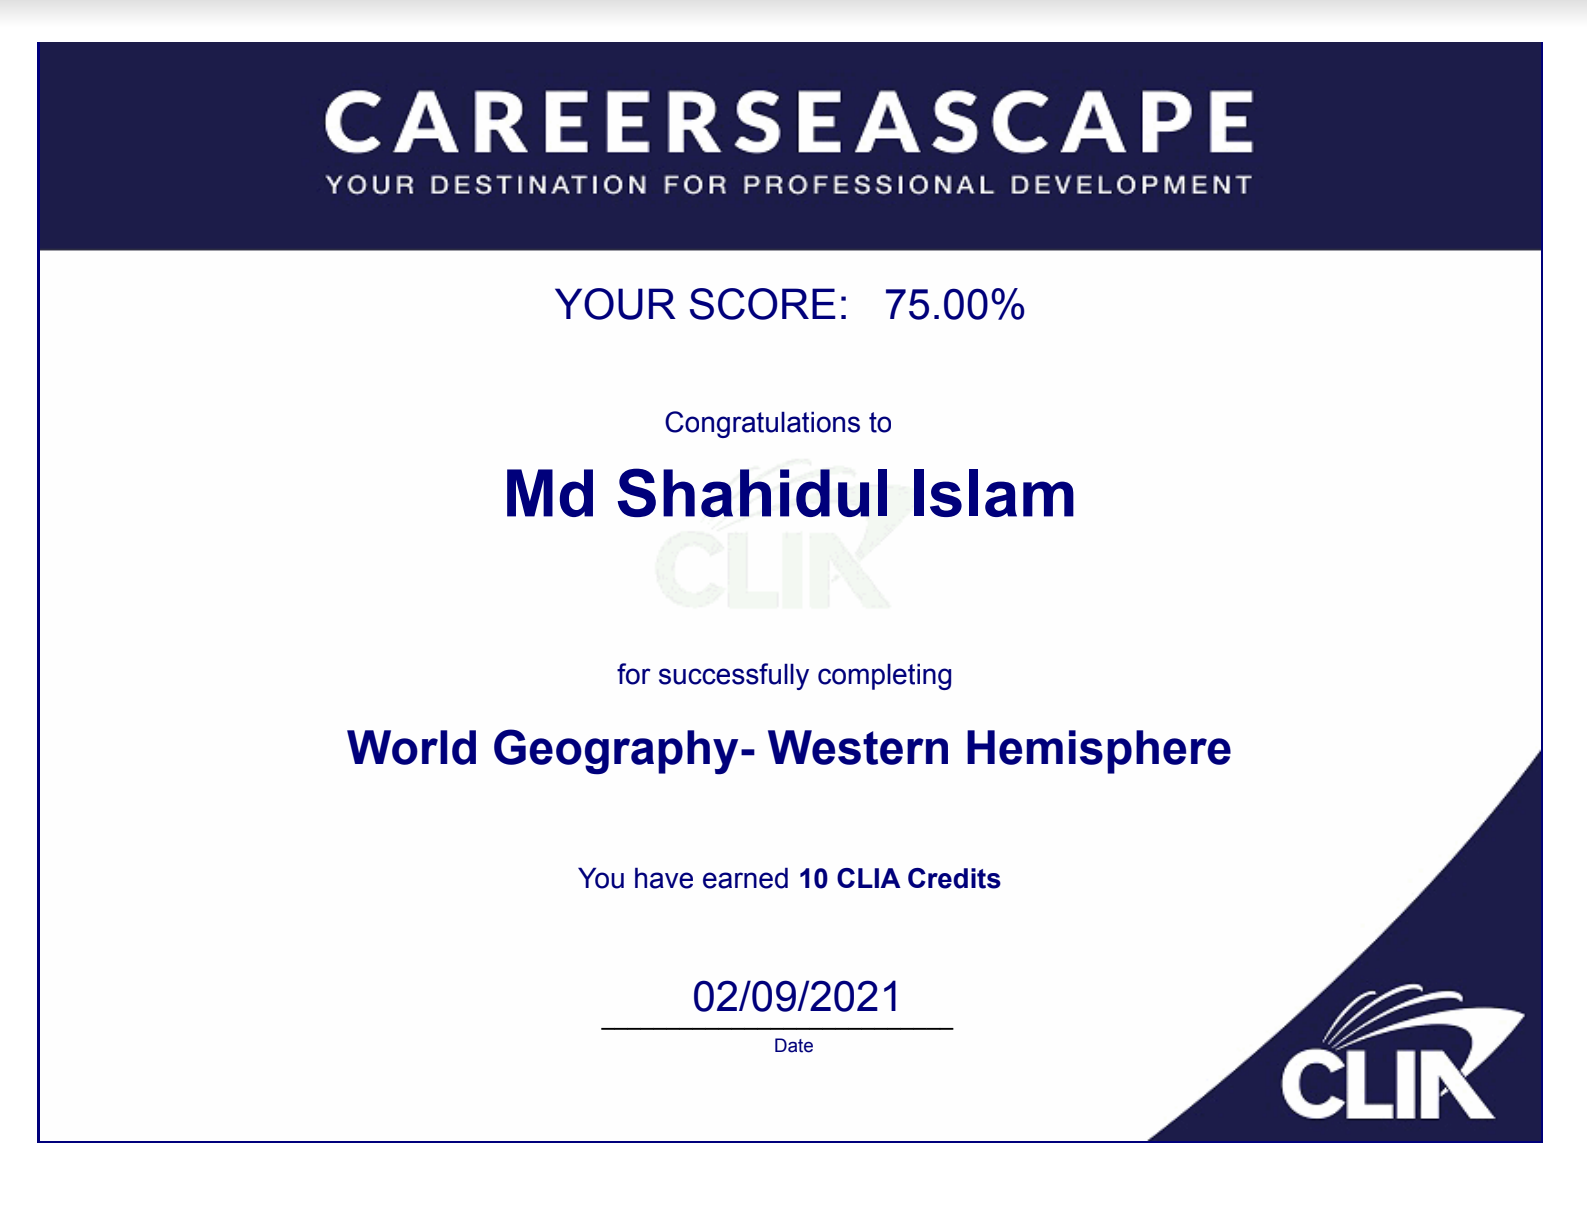 CAREERSEASCAPE
YOUR DESTINATION FOR PROFESSIONAL DEVELOPMENT
YOUR SCORE: 75.00%
Congratulations to
Md Shahidul Islam
CLIA
for successfully completing
World Geography- Western Hemisphere
You have earned 10 CLIA Credits
02/09/2021
Date
CLIA